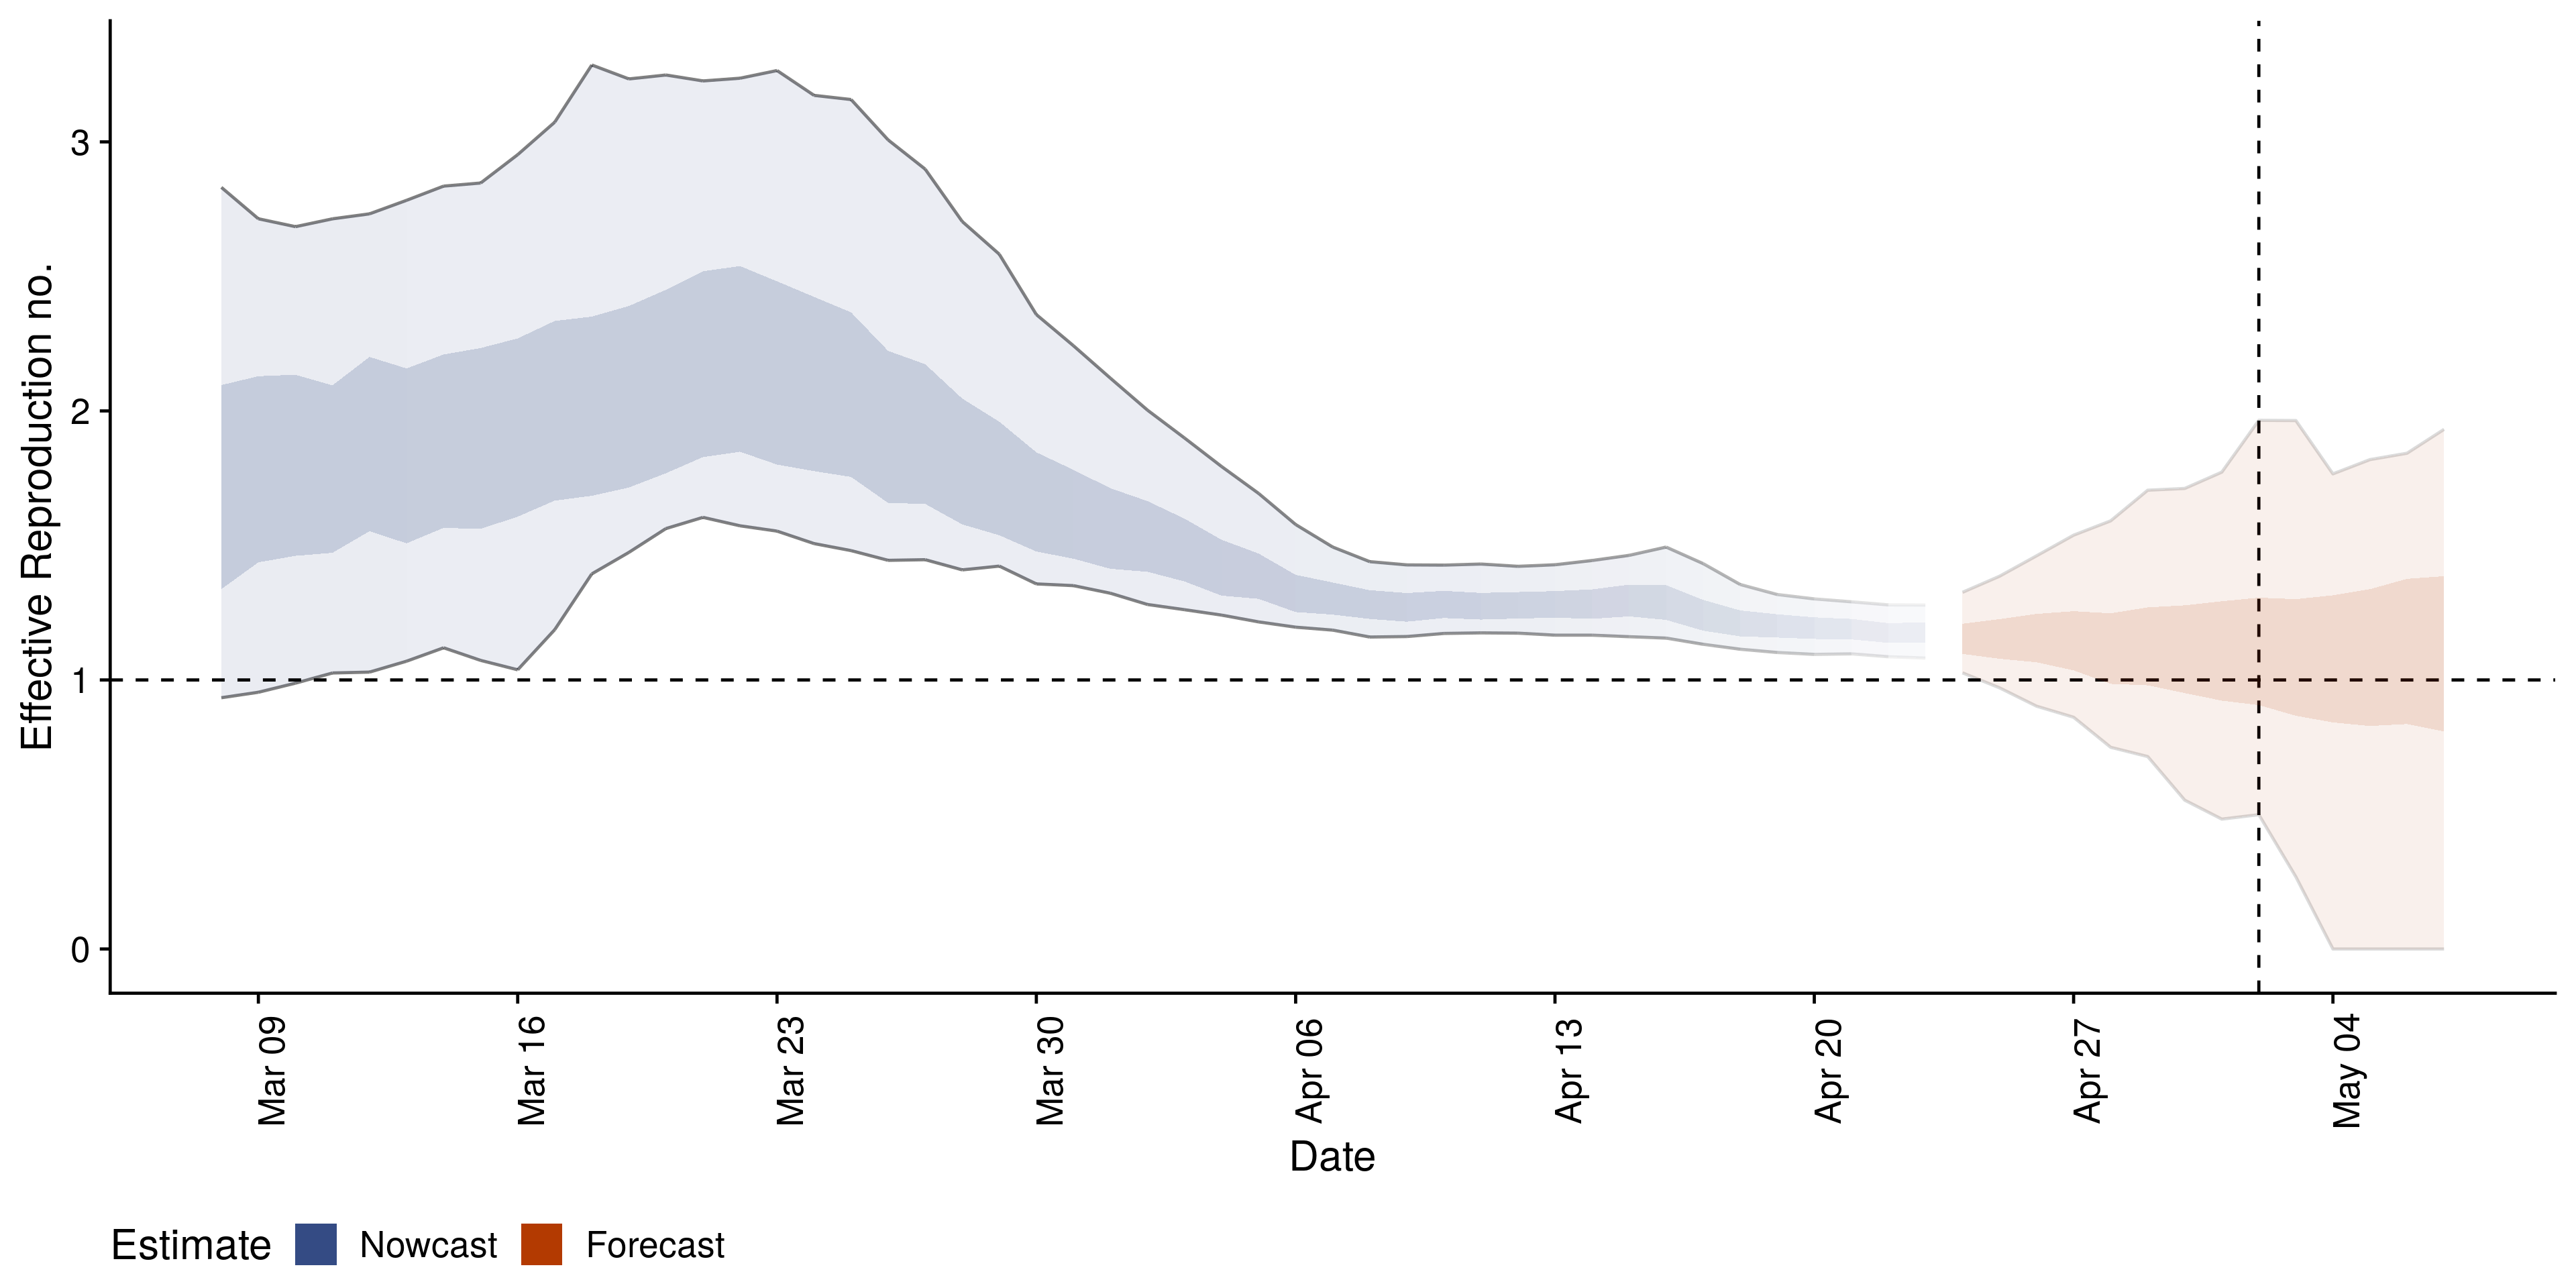 Effective Reproduction no.
3
2
1
0
Mar 09
Mar 16
Mar 23
Mar 30
Apr 06
Apr 13
Apr 20
Apr 27
May 04
Date
Estimate Nowcast Forecast